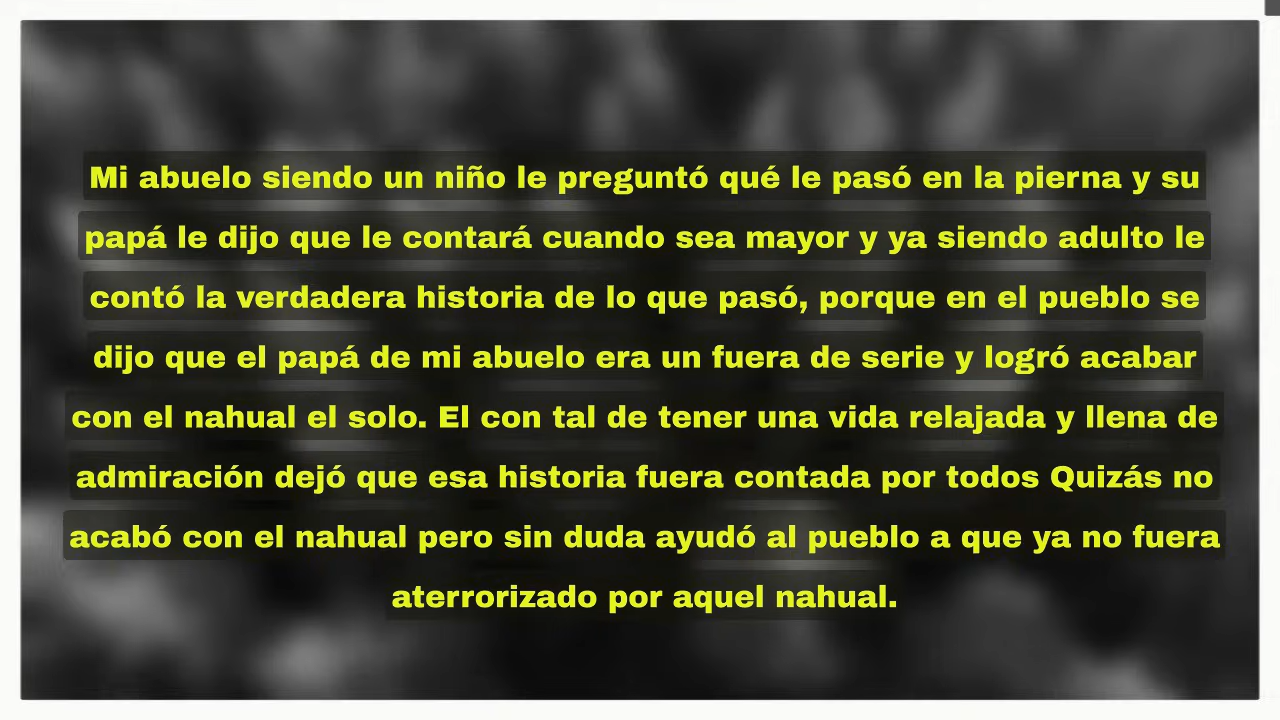 Mi abuelo siendo un niño le preguntó qué le pasó en la pierna y su
papá le dijo que le contará cuando sea mayor y ya siendo adulto le
contó la verdadera historia de lo que pasó, porque en el pueblo se
dijo que el papá de mi abuelo era un fuera de serie y logró acabar
con el nahual el solo. El con tal de tener una vida relajada y llena de
admiración dejó que esa historia fuera contada por todos Quizás no
acabó con el nahual pero sin duda ayudó al pueblo a que ya no fuera
aterrorizado por aquel nahual.